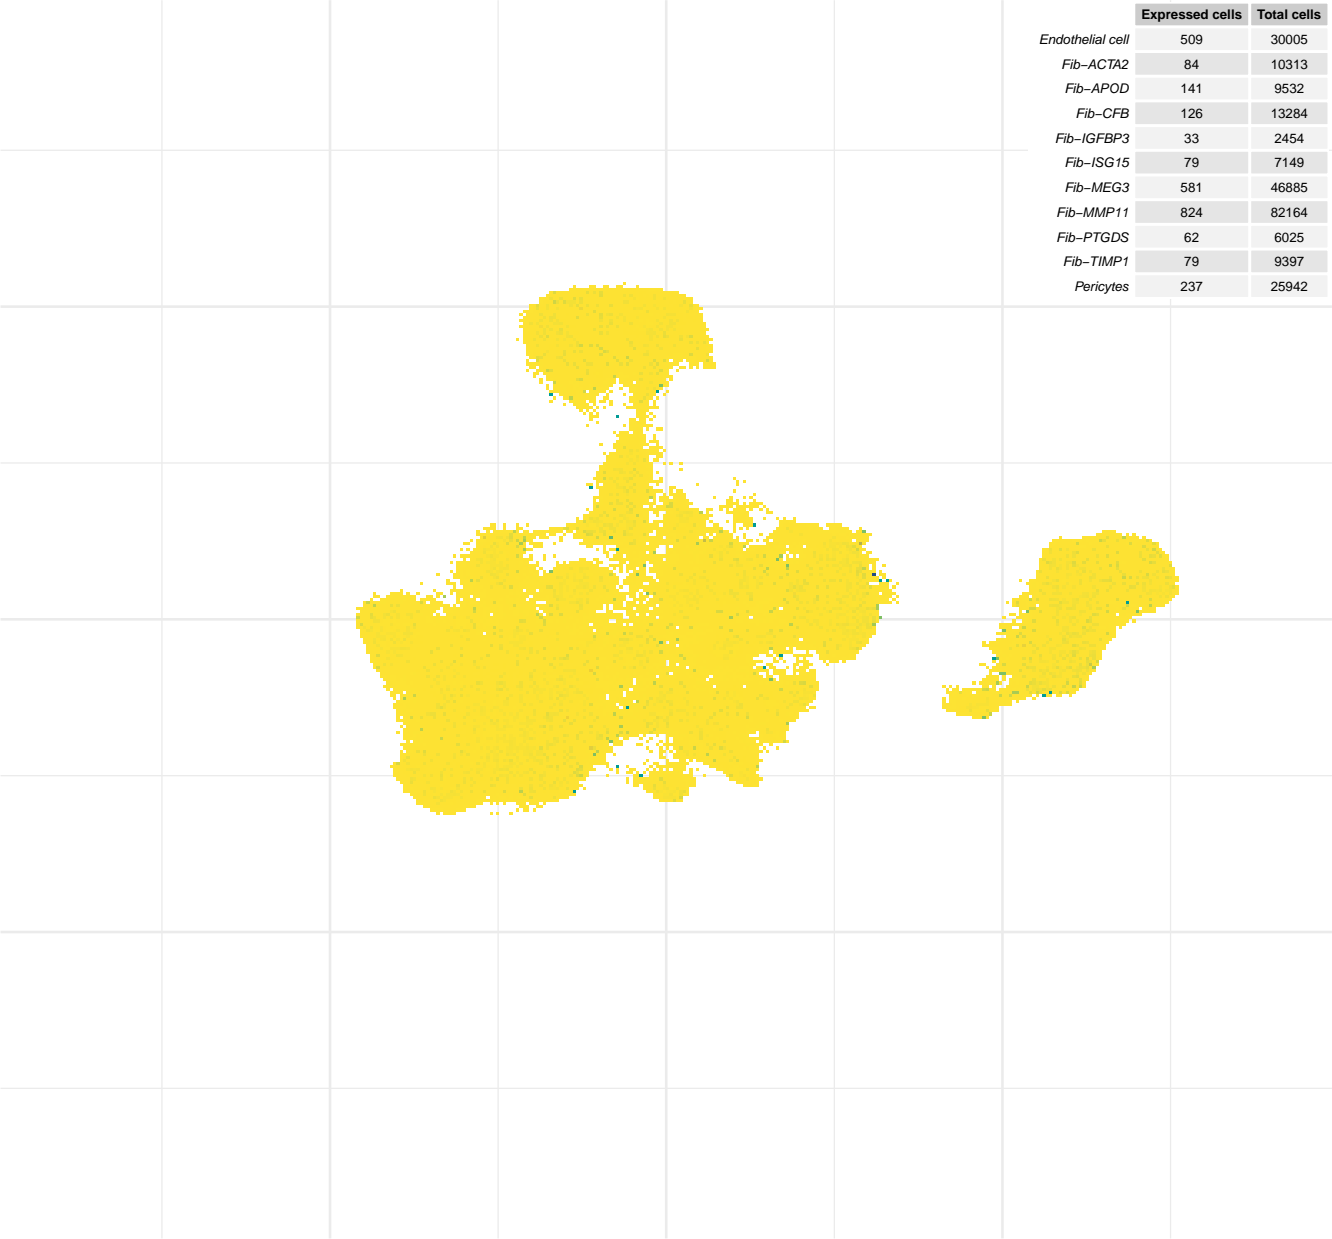 Expressed cells Total cells
Endothelial cell 509 30005
Fib−ACTA2 84 10313
Fib−APOD 141 9532
Fib−CFB 126 13284
Fib−IGFBP3 33 2454
Fib−ISG15 79 7149
Fib−MEG3 581 46885
Fib−MMP11 824 82164
Fib−PTGDS 62 6025
Fib−TIMP1 79 9397
Pericytes 237 25942